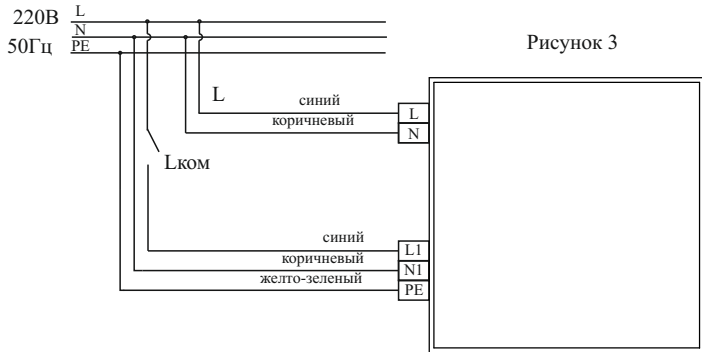 220В L
N
50Гц PE
Рисунок 3
L
синий
L
коричневый
N
Lком
синий
L1
коричневый
N1
желто-зеленый
PE